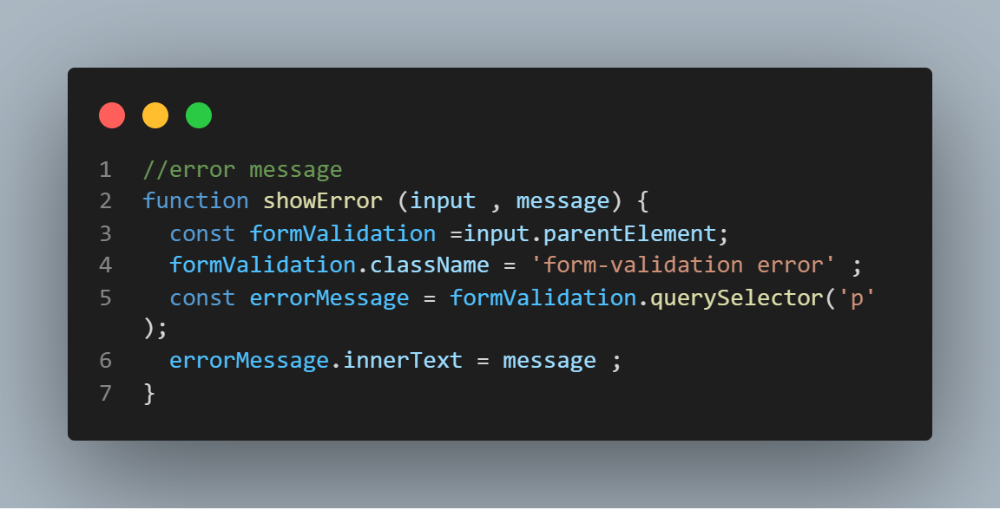 1 //error message
2 function showError (input , message) {
3   const formValidation =input.parentElement;
4   formValidation.className = 'form-validation error' ;
5   const errorMessage = formValidation.querySelector('p'
);
6   errorMessage.innerText = message ;
7 }